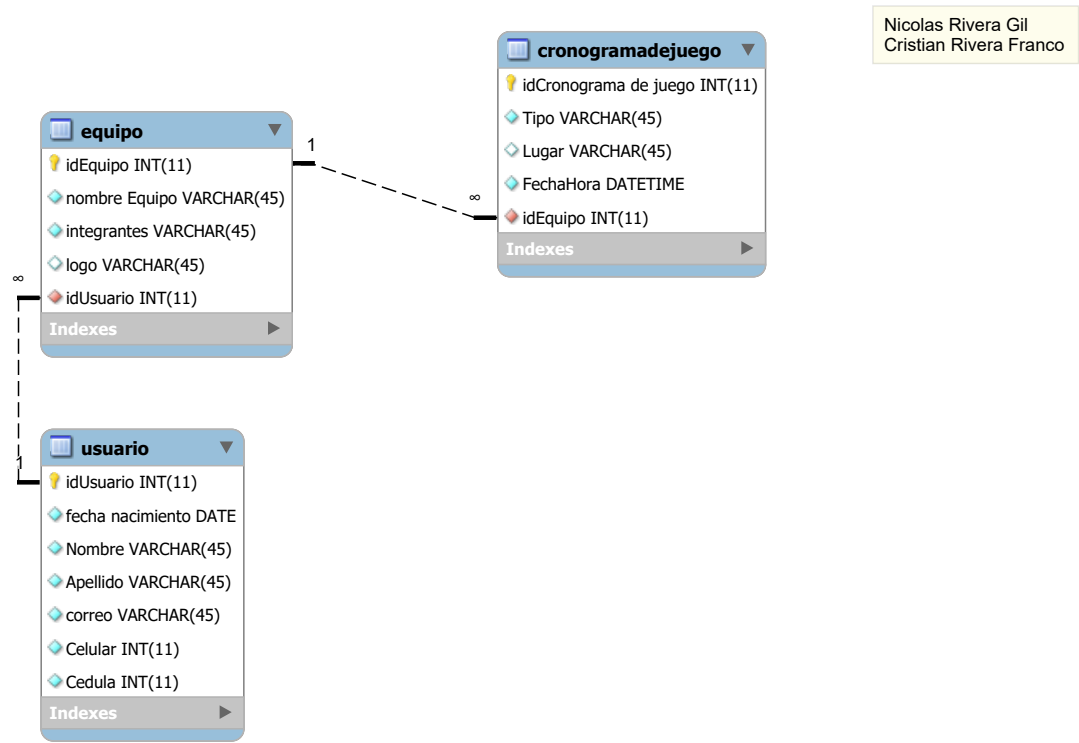 Nicolas Rivera Gil
Cristian Rivera Franco
cronogramadejuego
idCronograma de juego INT(11)
Tipo VARCHAR(45)
Lugar VARCHAR(45)
FechaHora DATETIME
idEquipo INT(11)
Indexes
equipo
idEquipo INT(11)
nombre Equipo VARCHAR(45)
integrantes VARCHAR(45)
logo VARCHAR(45)
idUsuario INT(11)
Indexes
1
∞
∞
1
usuario
idUsuario INT(11)
fecha nacimiento DATE
Nombre VARCHAR(45)
Apellido VARCHAR(45)
correo VARCHAR(45)
Celular INT(11)
Cedula INT(11)
Indexes